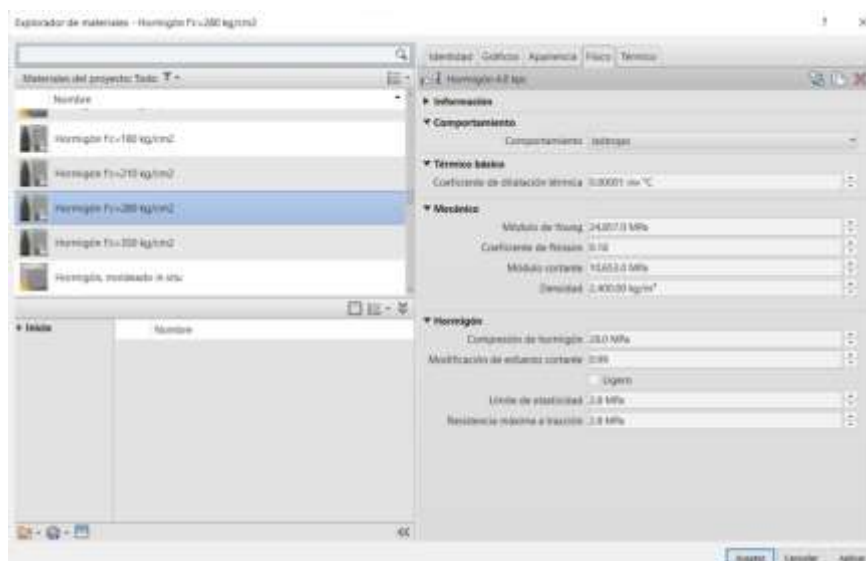 Explorador de materiales - Hormigón f'c=280 kg/cm2
Materiales del proyecto: Todo
Nombre
Hormigón f'c=180 kg/cm2
Hormigón f'c=210 kg/cm2
Hormigón f'c=280 kg/cm2
Hormigón f'c=350 kg/cm2
Hormigón, moldeado in situ
Inicio
Nombre
Identidad Gráficos Apariencia Físico Térmico
Hormigón 4.0 kps
Información
Comportamiento
Comportamiento Isótropo
Térmico básico
Coeficiente de dilatación térmica 0.00001 inv °C
Mecánico
Módulo de Young 24,857.0 MPa
Coeficiente de Poisson
Módulo cortante 10,653.0 MPa
Densidad 2,400.00 kg/m³
Hormigón
Compresión de hormigón 28.0 MPa
Modificación de esfuerzo cortante
Ligero
Límite de elasticidad 2.8 MPa
Resistencia máxima a tracción 2.8 MPa
Aceptar Cancelar Aplicar